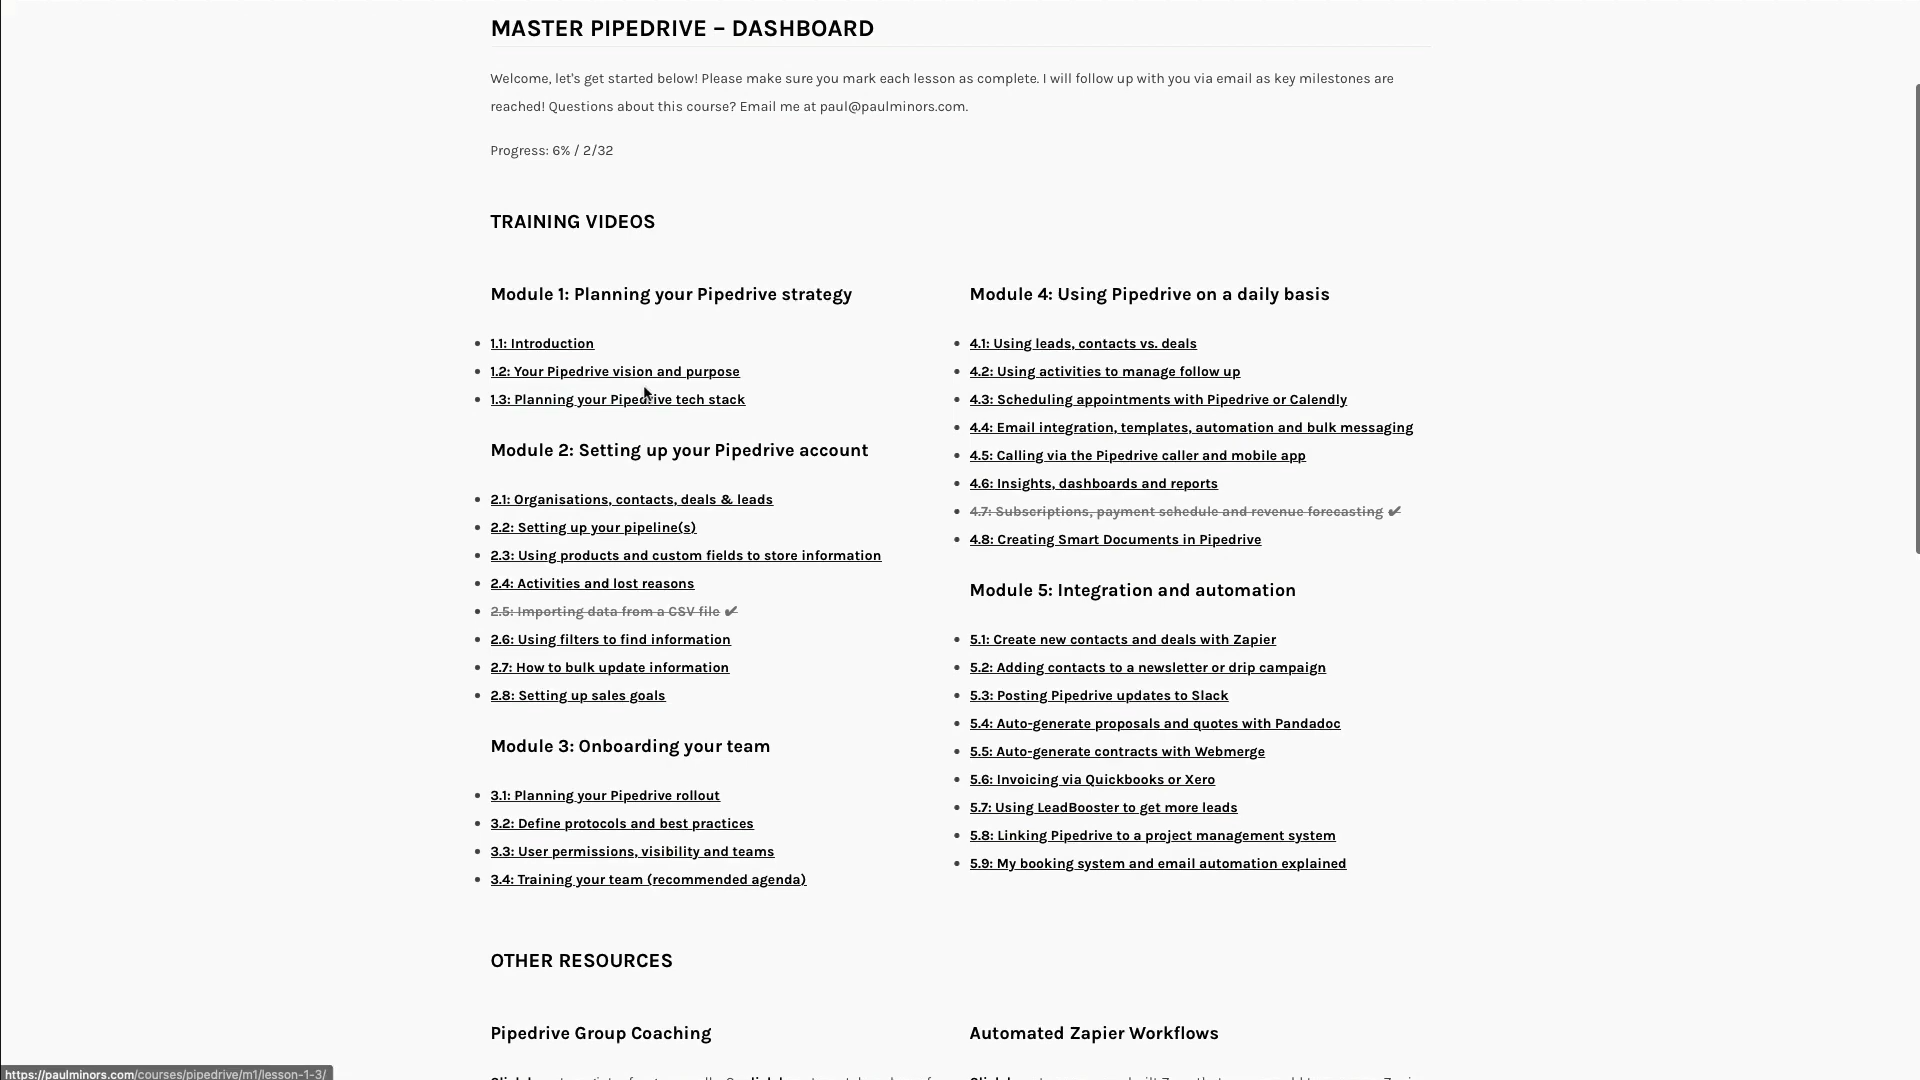 MASTER PIPEDRIVE – DASHBOARD
Welcome, let's get started below! Please make sure you mark each lesson as complete. I will follow up with you via email as key milestones are
reached! Questions about this course? Email me at paul@paulminors.com.
Progress: 6% / 2/32
TRAINING VIDEOS
Module 1: Planning your Pipedrive strategy
1.1: Introduction
1.2: Your Pipedrive vision and purpose
1.3: Planning your Pipedrive tech stack
Module 2: Setting up your Pipedrive account
2.1: Organisations, contacts, deals & leads
2.2: Setting up your pipeline(s)
2.3: Using products and custom fields to store information
2.4: Activities and lost reasons
2.5: Importing data from a CSV file ✔
2.6: Using filters to find information
2.7: How to bulk update information
2.8: Setting up sales goals
Module 3: Onboarding your team
3.1: Planning your Pipedrive rollout
3.2: Define protocols and best practices
3.3: User permissions, visibility and teams
3.4: Training your team (recommended agenda)
Module 4: Using Pipedrive on a daily basis
4.1: Using leads, contacts vs. deals
4.2: Using activities to manage follow up
4.3: Scheduling appointments with Pipedrive or Calendly
4.4: Email integration, templates, automation and bulk messaging
4.5: Calling via the Pipedrive caller and mobile app
4.6: Insights, dashboards and reports
4.7: Subscriptions, payment schedule and revenue forecasting ✔
4.8: Creating Smart Documents in Pipedrive
Module 5: Integration and automation
5.1: Create new contacts and deals with Zapier
5.2: Adding contacts to a newsletter or drip campaign
5.3: Posting Pipedrive updates to Slack
5.4: Auto-generate proposals and quotes with Pandadoc
5.5: Auto-generate contracts with Webmerge
5.6: Invoicing via Quickbooks or Xero
5.7: Using LeadBooster to get more leads
5.8: Linking Pipedrive to a project management system
5.9: My booking system and email automation explained
OTHER RESOURCES
Pipedrive Group Coaching
Automated Zapier Workflows
https://paulminors.com/courses/pipedrive/m1/lesson-1-3/